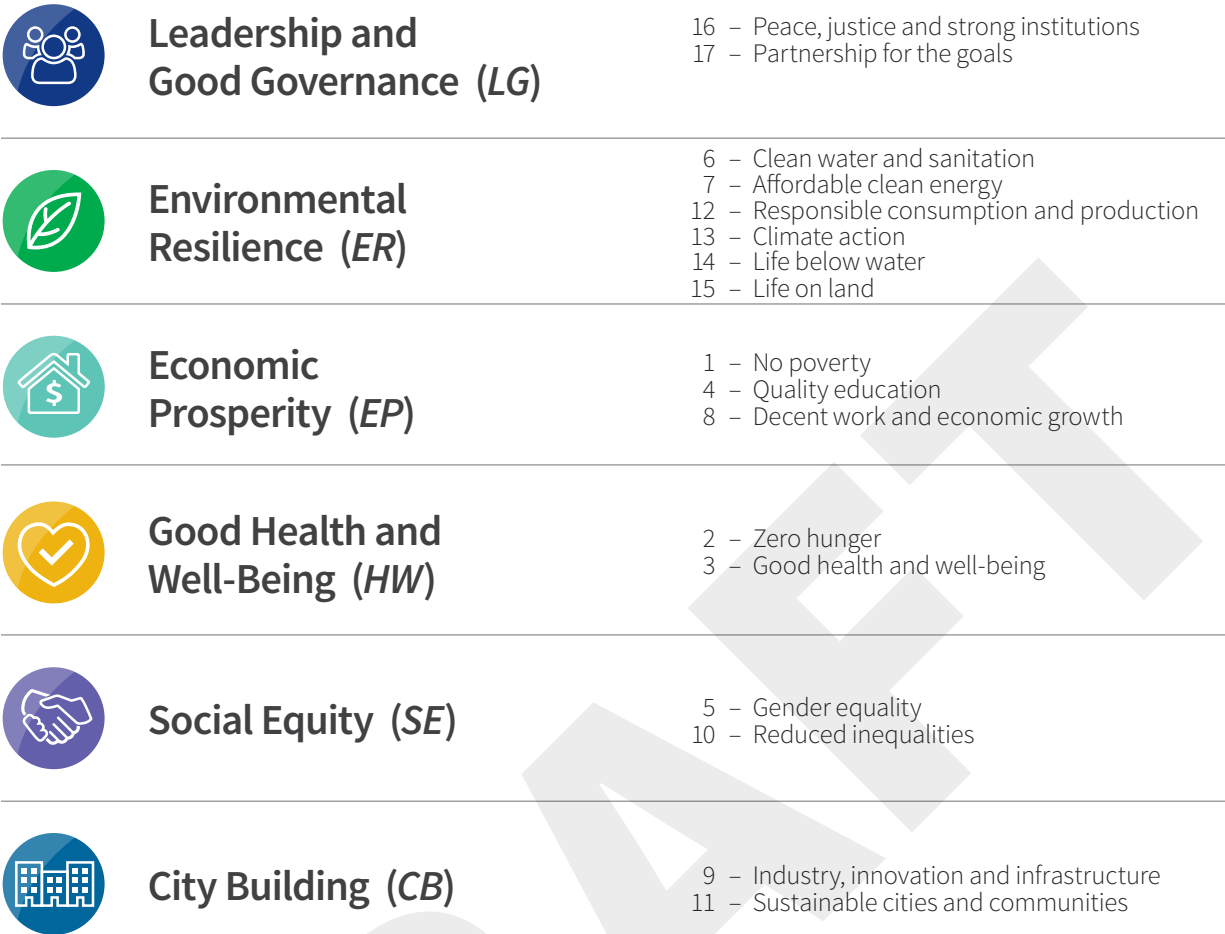 Leadership and
Good Governance (LG)
16 – Peace, justice and strong institutions
17 – Partnership for the goals
Environmental
Resilience (ER)
6 – Clean water and sanitation
7 – Affordable clean energy
12 – Responsible consumption and production
13 – Climate action
14 – Life below water
15 – Life on land
Economic
Prosperity (EP)
$
1 – No poverty
4 – Quality education
8 – Decent work and economic growth
Good Health and
Well-Being (HW)
2 – Zero hunger
3 – Good health and well-being
Social Equity (SE)
5 – Gender equality
10 – Reduced inequalities
City Building (CB)
9 – Industry, innovation and infrastructure
11 – Sustainable cities and communities
AFT